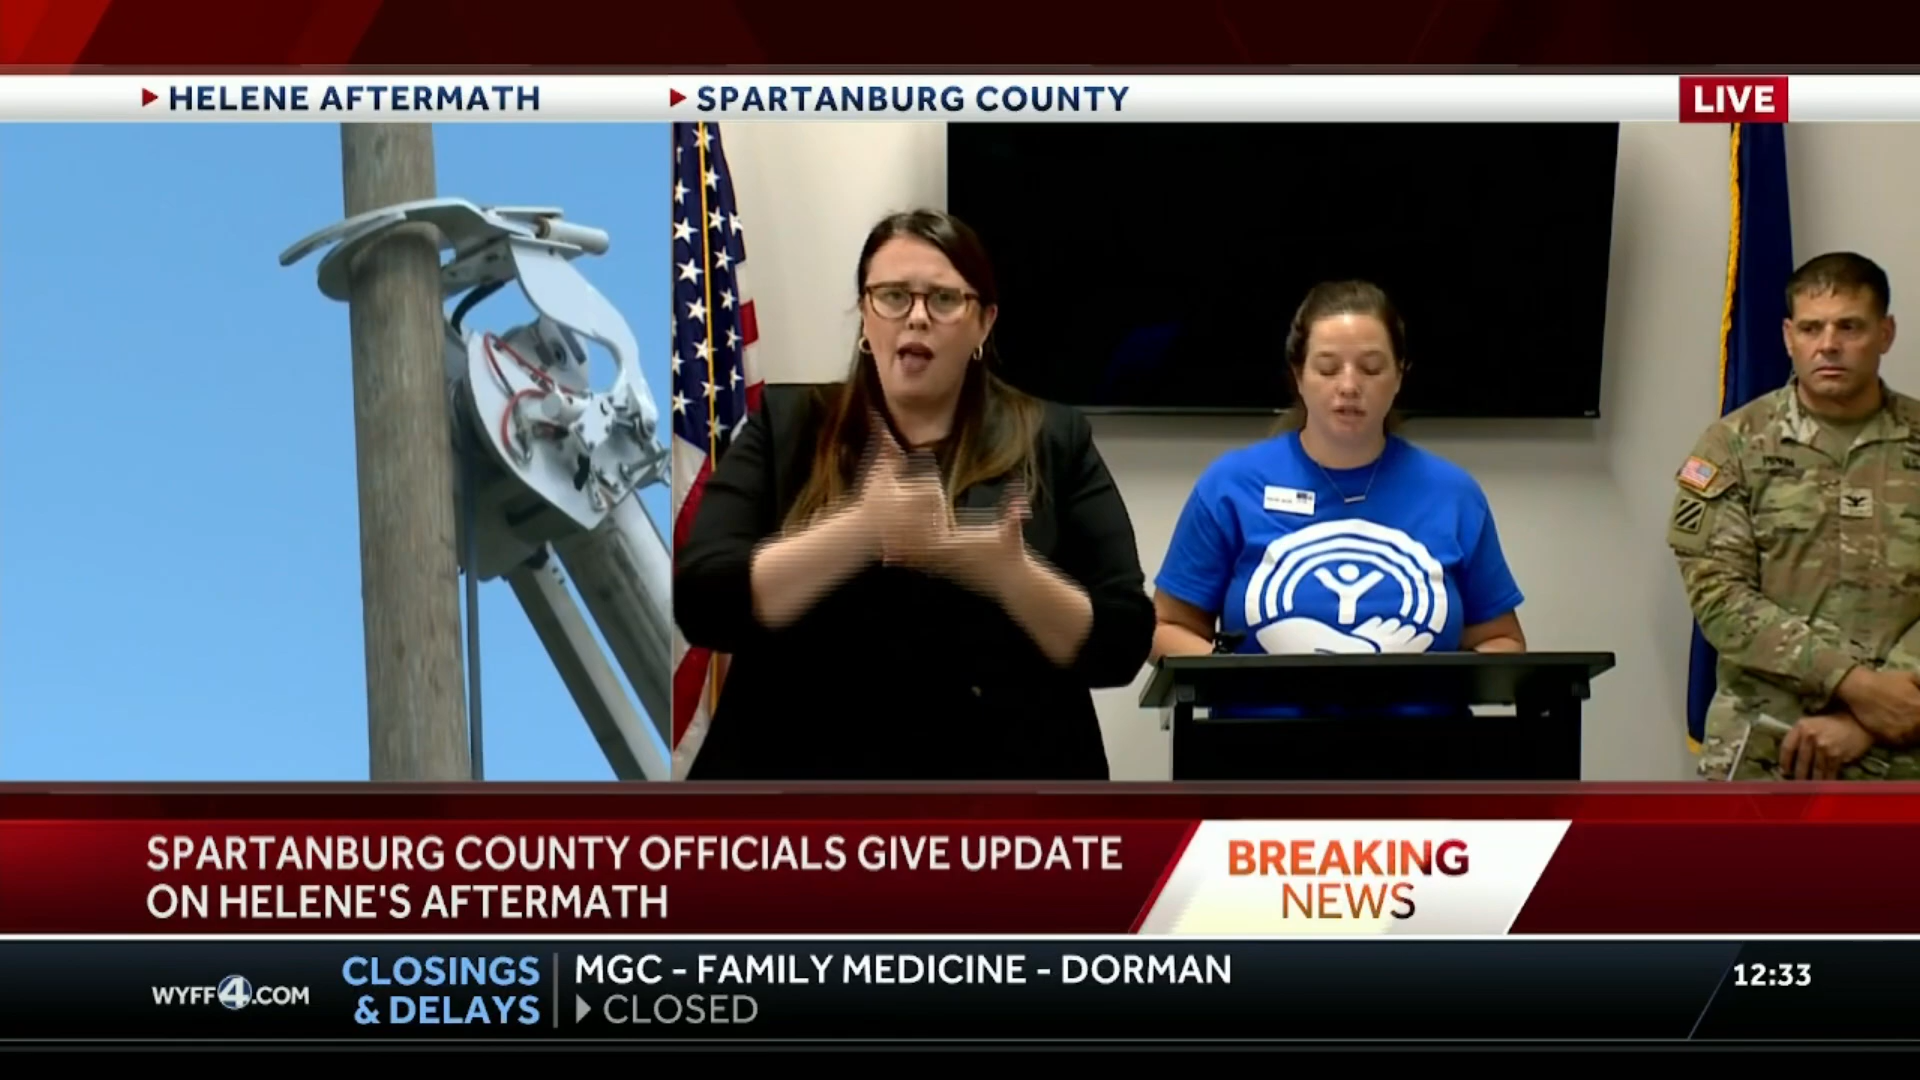 HELENE AFTERMATH
SPARTANBURG COUNTY
LIVE
SPARTANBURG COUNTY OFFICIALS GIVE UPDATE
ON HELENE'S AFTERMATH
BREAKING
NEWS
WYFF4.COM
CLOSINGS
& DELAYS
MGC - FAMILY MEDICINE - DORMAN
CLOSED
12:33